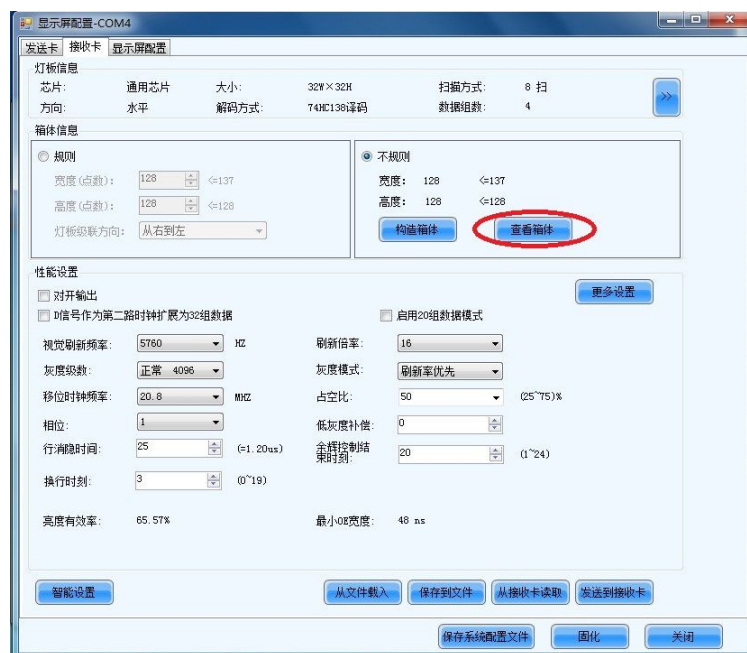 显示屏配置-COM4
发送卡 接收卡 显示屏配置
灯板信息
芯片: 通用芯片 大小: 32W×32H 扫描方式: 8 扫
方向: 水平 解码方式: 74HC138译码 数据组数: 4
>>
箱体信息
规则 不规则
宽度(点数): 128 <=137 宽度: 128 <=137
高度(点数): 128 <=128 高度: 128 <=128
灯板级联方向: 从右到左 构造箱体 查看箱体
性能设置
对开输出 更多设置
D信号作为第二路时钟扩展为32组数据 启用20组数据模式
视觉刷新频率: 5760 HZ 刷新倍率: 16
灰度级数: 正常 4096 灰度模式: 刷新率优先
移位时钟频率: 20.8 MHZ 占空比: 50 (25~75)%
相位: 1 低灰度补偿: 0
行消隐时间: 25 (=1.20us) 余辉控制结
束时刻: 20 (1~24)
换行时刻: 3 (0~19)
亮度有效率: 65.57% 最小OE宽度: 48 ns
智能设置 从文件载入 保存到文件 从接收卡读取 发送到接收卡
保存系统配置文件 固化 关闭